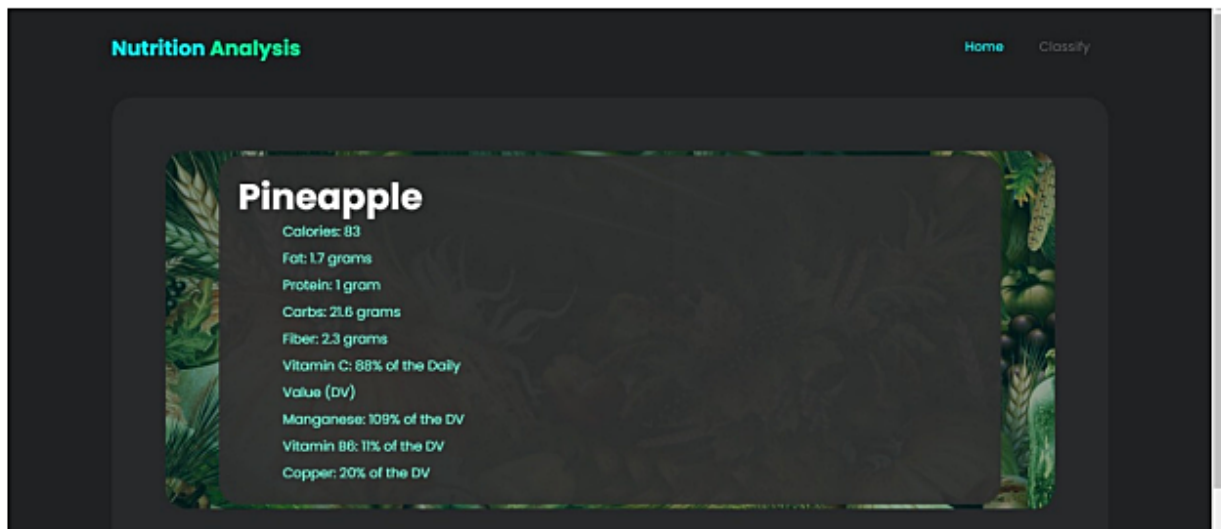 Nutrition Analysis
Home Classify
Pineapple
Calories: 83
Fat: 1.7 grams
Protein: 1 gram
Carbs: 21.6 grams
Fiber: 2.3 grams
Vitamin C: 88% of the Daily
Value (DV)
Manganese: 109% of the DV
Vitamin B6: 11% of the DV
Copper: 20% of the DV